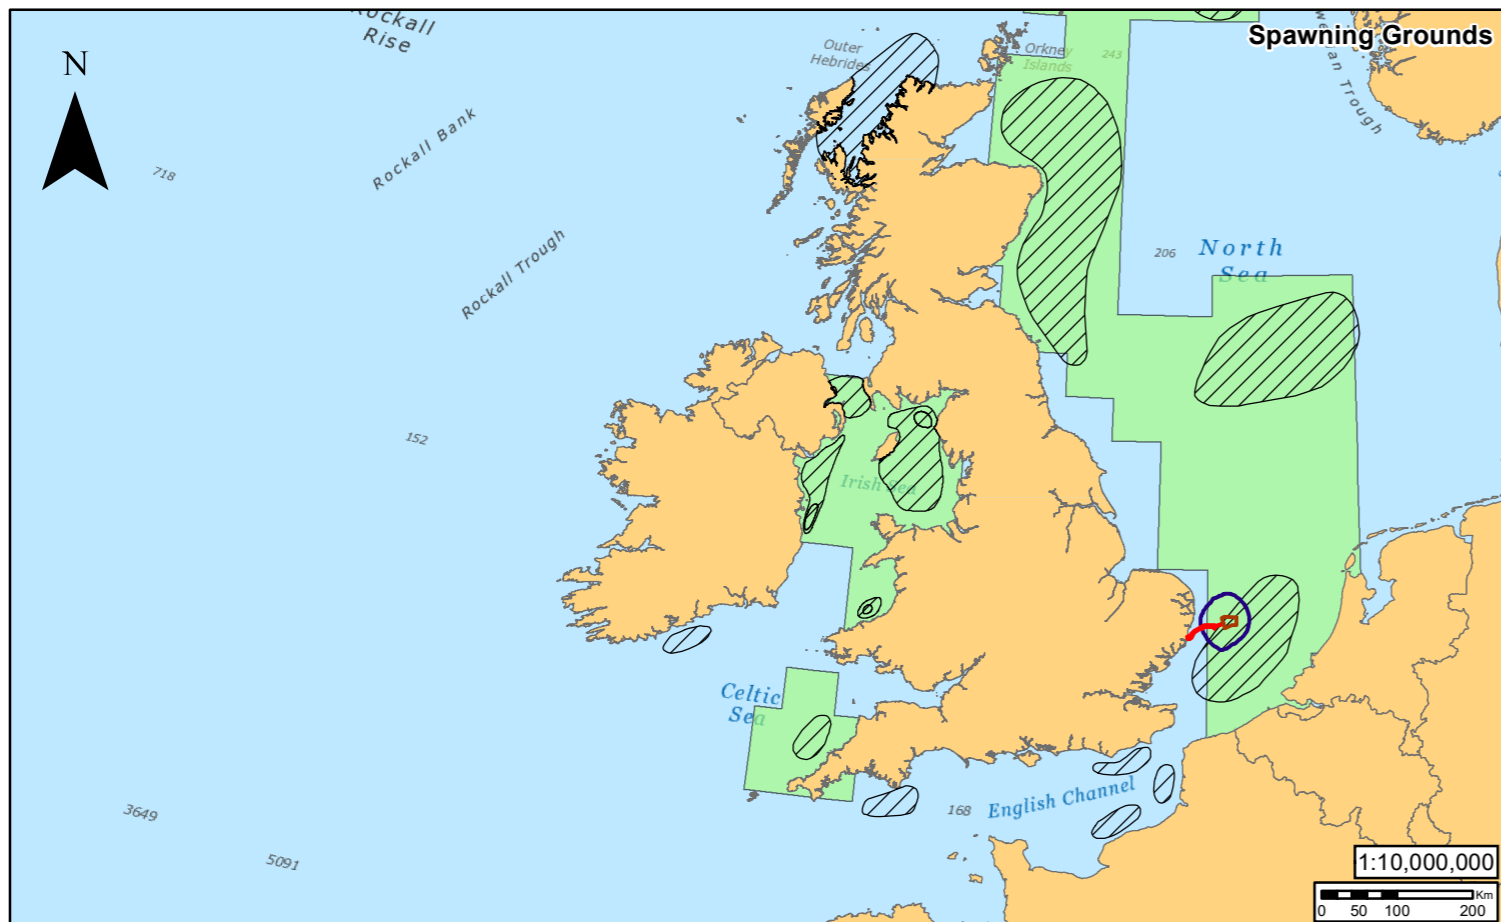 Rockall
Rise
Spawning Grounds
N
Outer
Hebrides
Orkney
Islands
243
Trough
Rockall Bank
718
Rockall Trough
206
North
Sea
152
Irish Sea
Celtic
Sea
English Channel
168
3649
5091
1:10,000,000
Km
0 50 100 200